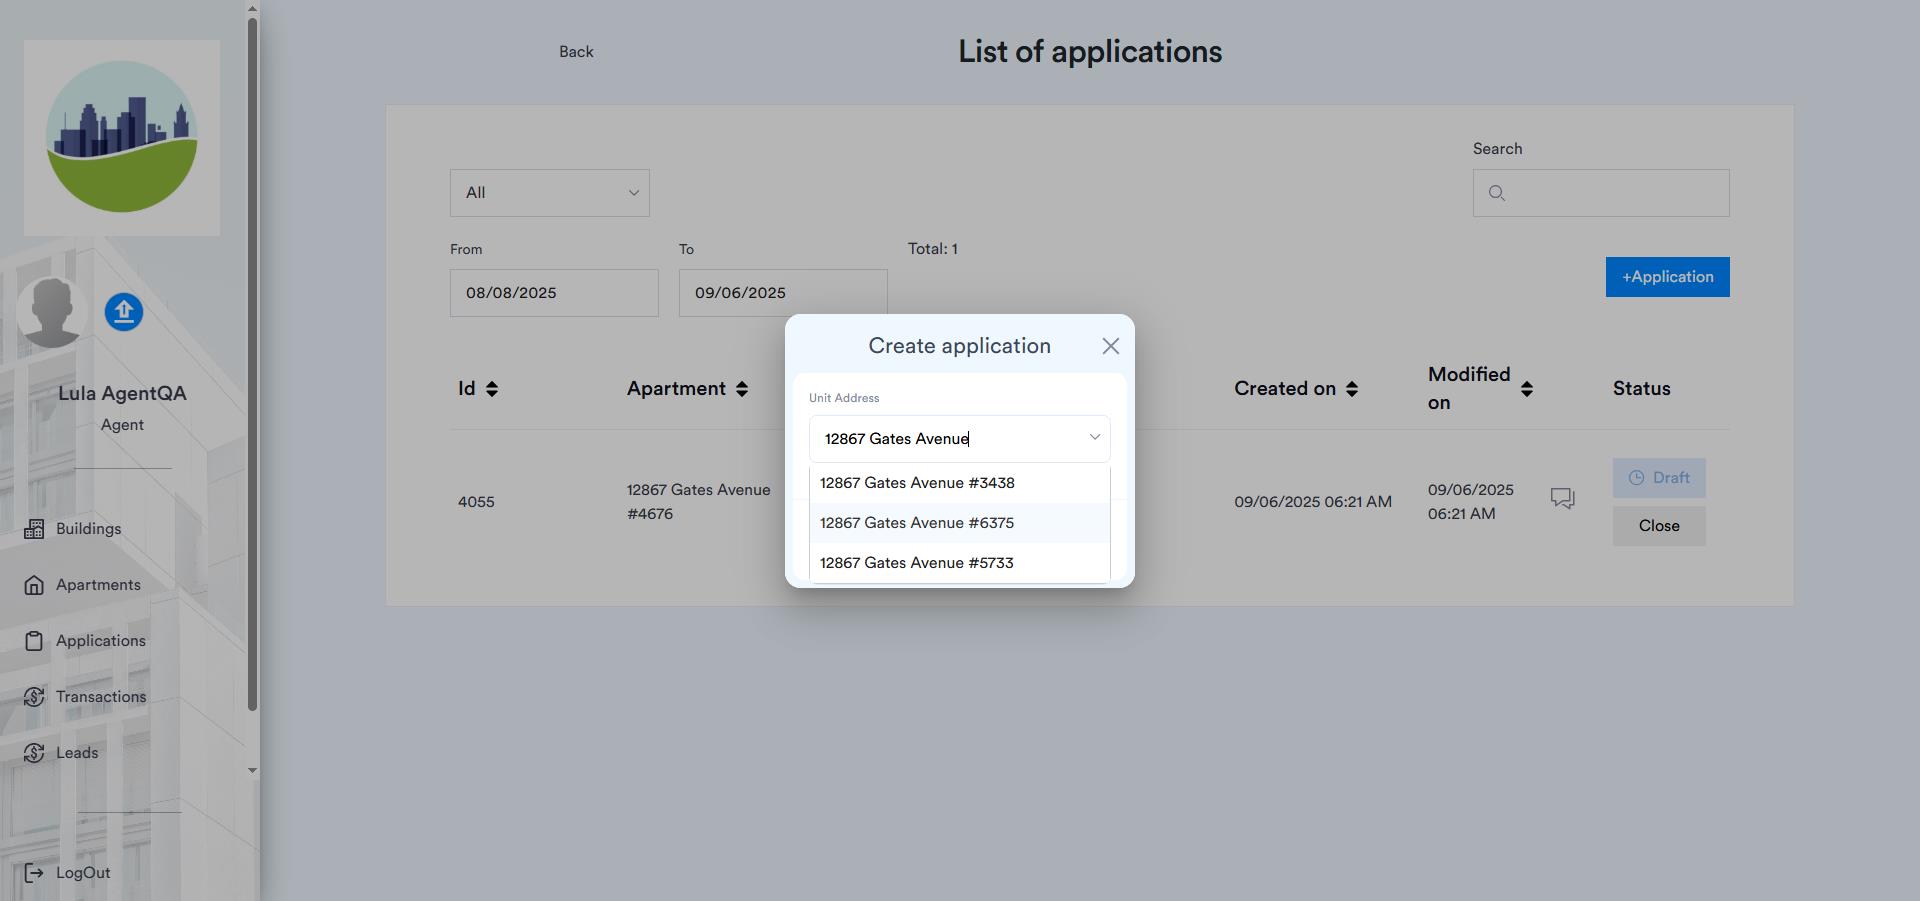 Back
List of applications
Search
All
From
To
Total: 1
08/08/2025
09/06/2025
+Application
Lula AgentQA
Agent
Buildings
Apartments
Applications
Transactions
Leads
LogOut
Id
Apartment
Created on
Modified
on
Status
4055
12867 Gates Avenue
#4676
09/06/2025 06:21 AM
09/06/2025
06:21 AM
Draft
Close
Create application
Unit Address
12867 Gates Avenue
12867 Gates Avenue #3438
12867 Gates Avenue #6375
12867 Gates Avenue #5733